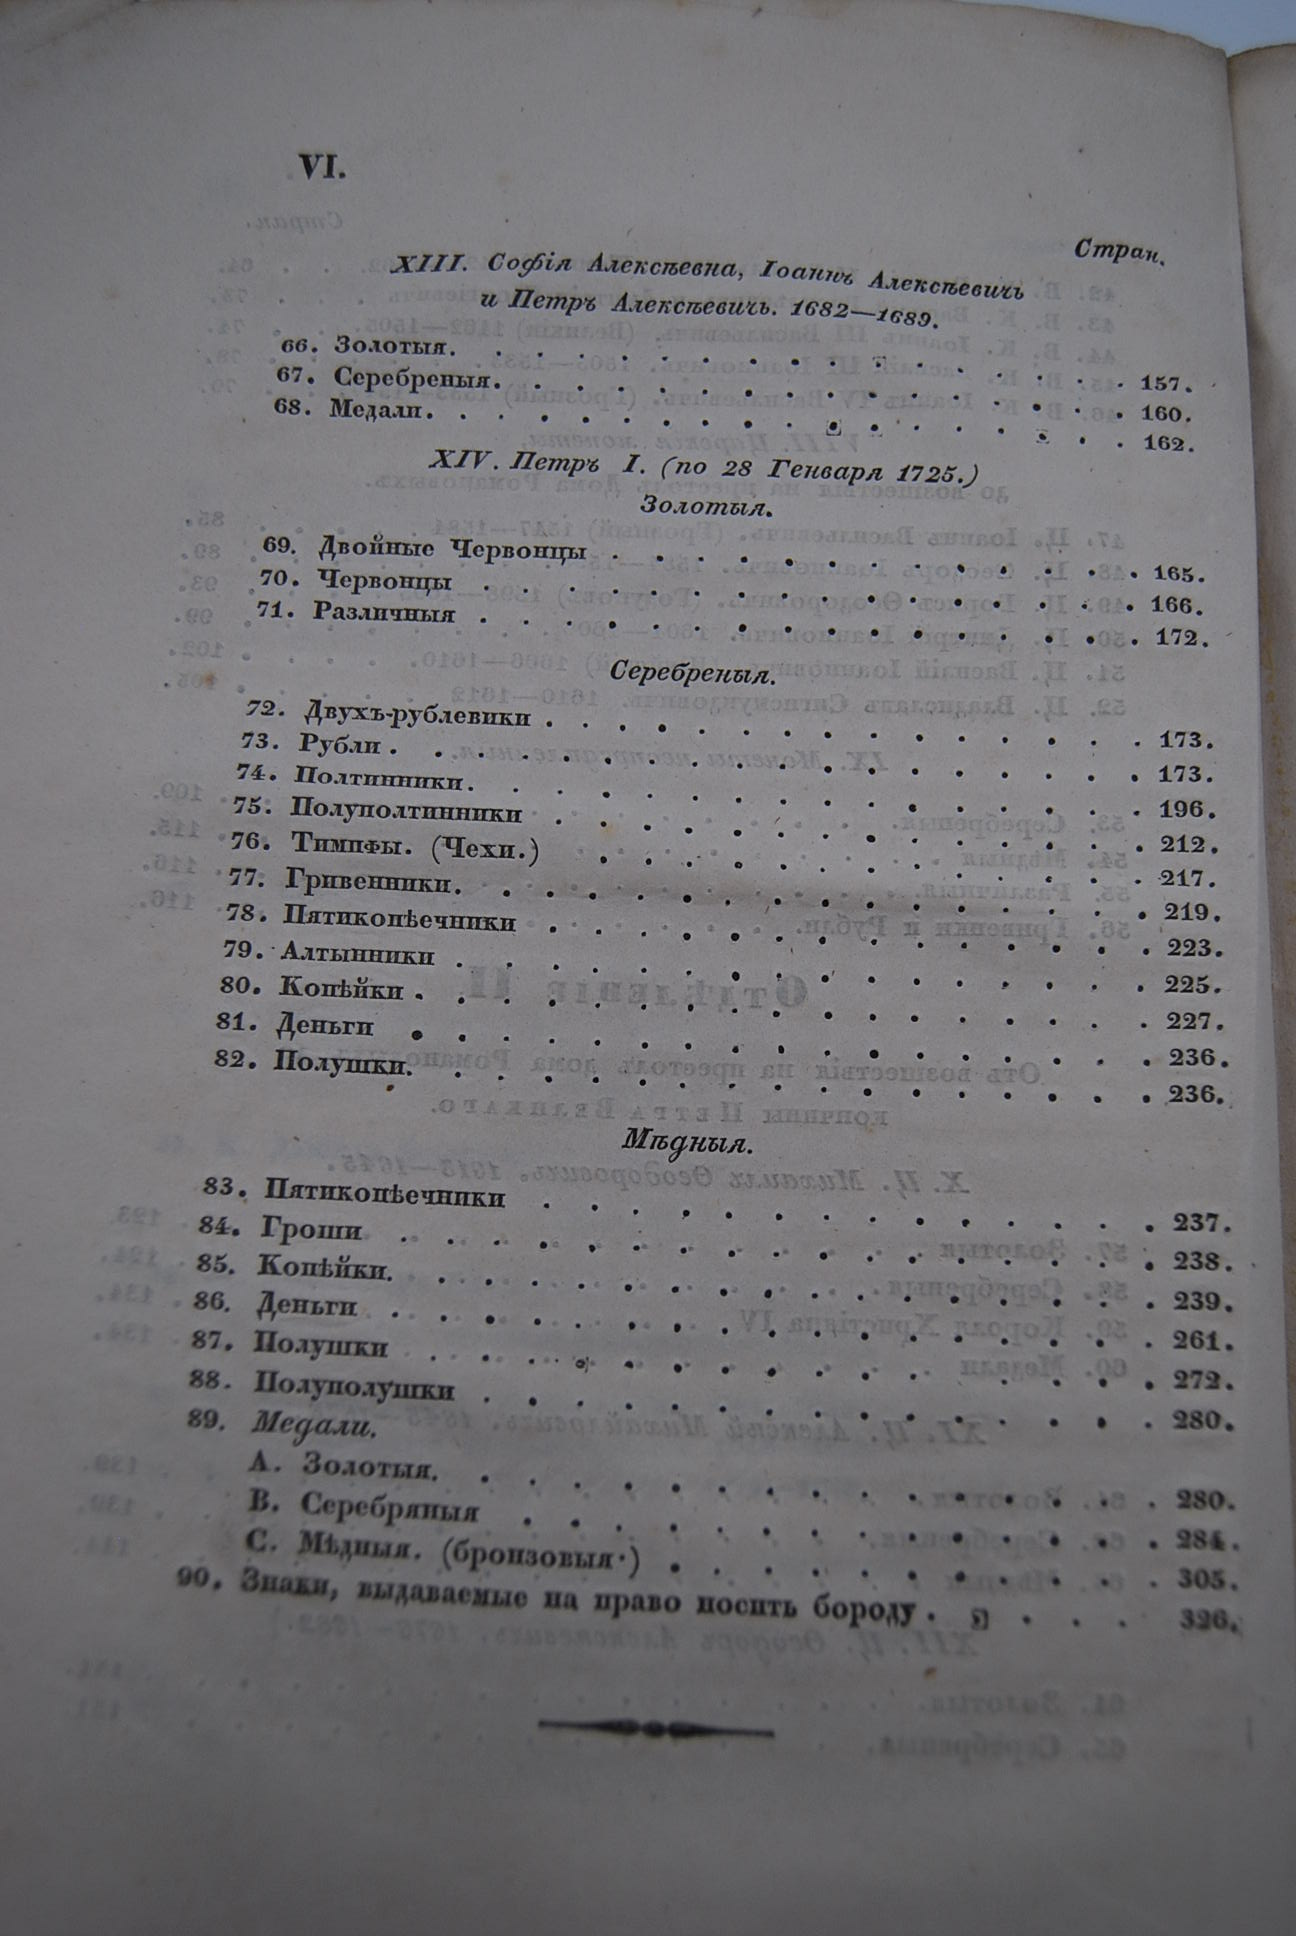 VI.
Стран.
XIII. Софія Алексѣевна, Іоаннъ Алексѣевичъ
и Петръ Алексѣевичъ. 1682—1689.
66. Золотыя. 157.
67. Серебреныя. 160.
68. Медали. 162.
XIV. Петръ I. (по 28 Генваря 1725.)
Золотыя.
69. Двойные Червонцы 165.
70. Червонцы 166.
71. Различныя 172.
Серебреныя.
72. Двухъ-рублевики 173.
73. Рубли 173.
74. Полтинники. 196.
75. Полуполтинники 212.
76. Тимпфы. (Чехи.) 217.
77. Гривенники. 219.
78. Пятикопѣечники 223.
79. Алтынники 225.
80. Копѣйки 227.
81. Деньги 236.
82. Полушки. 236.
Мѣдныя.
83. Пятикопѣечники 237.
84. Гроши 238.
85. Копѣйки. 239.
86. Деньги 261.
87. Полушки 272.
88. Полуполушки 280.
89. Медали.
A. Золотыя. 280.
B. Серебряныя 284.
C. Мѣдныя. (бронзовыя.) 305.
90. Знаки, выдаваемые на право носить бороду. 326.